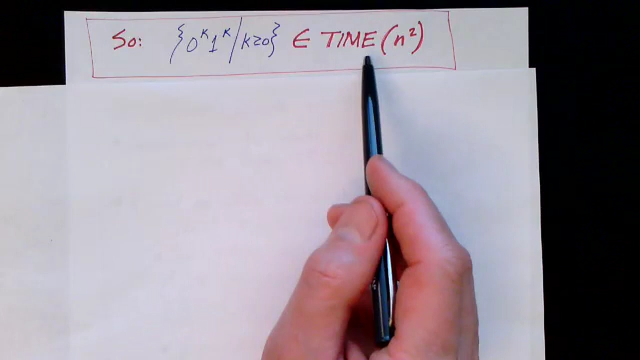 So: {0^k 1^k / k≥0} ∈ TIME(n²)